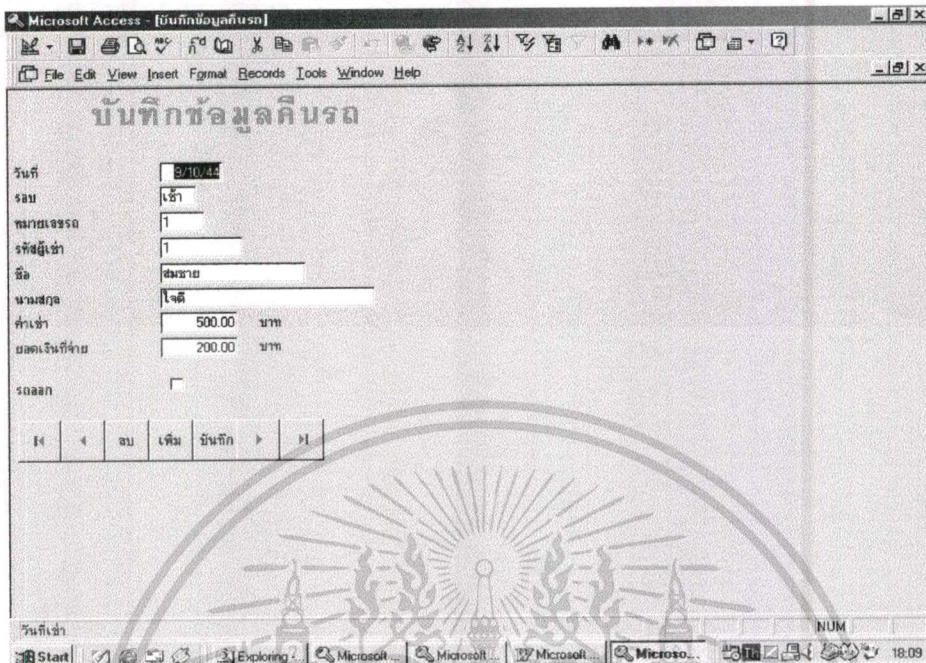 Microsoft Access - [บันทึกข้อมูลคืนรถ]
File Edit View Insert Format Records Tools Window Help
บันทึกข้อมูลคืนรถ
วันที่ 9/10/44
รอบ เช้า
หมายเลขรถ 1
รหัสผู้เช่า 1
ชื่อ สมชาย
นามสกุล ใจดี
ค่าเช่า 500.00 บาท
ยอดเงินที่จ่าย 200.00 บาท
รถออก
ลบ เพิ่ม บันทึก
วันที่เช่า NUM
Start Exploring - ... Microsoft ... Microsoft ... Microsoft ... Microso... 18:09